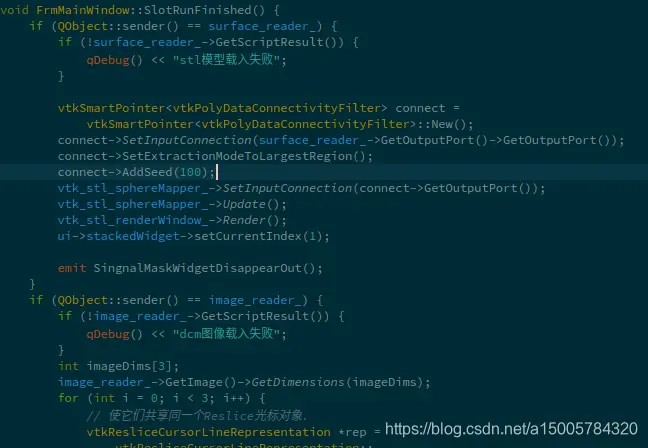 void FrmMainWindow::SlotRunFinished() {
if (QObject::sender() == surface_reader_) {
if (!surface_reader_->GetScriptResult()) {
qDebug() << "stl模型载入失败";
}
vtkSmartPointer<vtkPolyDataConnectivityFilter> connect =
vtkSmartPointer<vtkPolyDataConnectivityFilter>::New();
connect->SetInputConnection(surface_reader_->GetOutputPort()->GetOutputPort());
connect->SetExtractionModeToLargestRegion();
connect->AddSeed(100);
vtk_stl_sphereMapper_->SetInputConnection(connect->GetOutputPort());
vtk_stl_sphereMapper_->Update();
vtk_stl_renderWindow_->Render();
ui->stackedWidget->setCurrentIndex(1);
emit SingnalMaskWidgetDisappearOut();
}
if (QObject::sender() == image_reader_) {
if (!image_reader_->GetScriptResult()) {
qDebug() << "dcm图像载入失败";
}
int imageDims[3];
image_reader_->GetImage()->GetDimensions(imageDims);
for (int i = 0; i < 3; i++) {
// 使它们共享同一个Reslice光标对象.
vtkResliceCursorLineRepresentation *rep =
vtkResliceCursorLineRepresentation::
https://blog.csdn.net/a15005784320